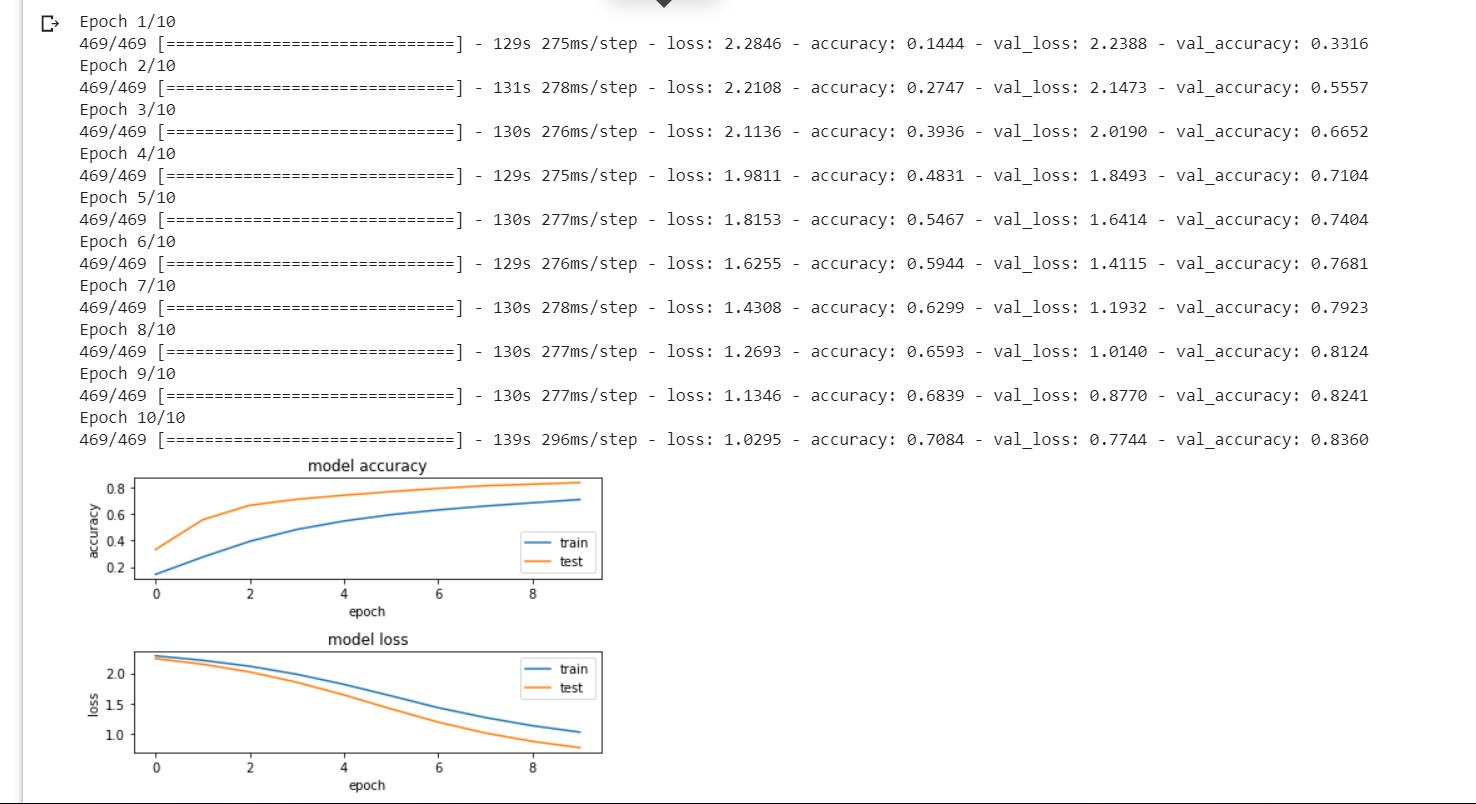 Epoch 1/10
469/469 [==============================] - 129s 275ms/step - loss: 2.2846 - accuracy: 0.1444 - val_loss: 2.2388 - val_accuracy: 0.3316
Epoch 2/10
469/469 [==============================] - 131s 278ms/step - loss: 2.2108 - accuracy: 0.2747 - val_loss: 2.1473 - val_accuracy: 0.5557
Epoch 3/10
469/469 [==============================] - 130s 276ms/step - loss: 2.1136 - accuracy: 0.3936 - val_loss: 2.0190 - val_accuracy: 0.6652
Epoch 4/10
469/469 [==============================] - 129s 275ms/step - loss: 1.9811 - accuracy: 0.4831 - val_loss: 1.8493 - val_accuracy: 0.7104
Epoch 5/10
469/469 [==============================] - 130s 277ms/step - loss: 1.8153 - accuracy: 0.5467 - val_loss: 1.6414 - val_accuracy: 0.7404
Epoch 6/10
469/469 [==============================] - 129s 276ms/step - loss: 1.6255 - accuracy: 0.5944 - val_loss: 1.4115 - val_accuracy: 0.7681
Epoch 7/10
469/469 [==============================] - 130s 278ms/step - loss: 1.4308 - accuracy: 0.6299 - val_loss: 1.1932 - val_accuracy: 0.7923
Epoch 8/10
469/469 [==============================] - 130s 277ms/step - loss: 1.2693 - accuracy: 0.6593 - val_loss: 1.0140 - val_accuracy: 0.8124
Epoch 9/10
469/469 [==============================] - 130s 277ms/step - loss: 1.1346 - accuracy: 0.6839 - val_loss: 0.8770 - val_accuracy: 0.8241
Epoch 10/10
469/469 [==============================] - 139s 296ms/step - loss: 1.0295 - accuracy: 0.7084 - val_loss: 0.7744 - val_accuracy: 0.8360
model accuracy
accuracy
0.8
0.6
0.4
0.2
train
test
0 2 4 6 8
epoch
model loss
loss
2.0
1.5
1.0
train
test
0 2 4 6 8
epoch